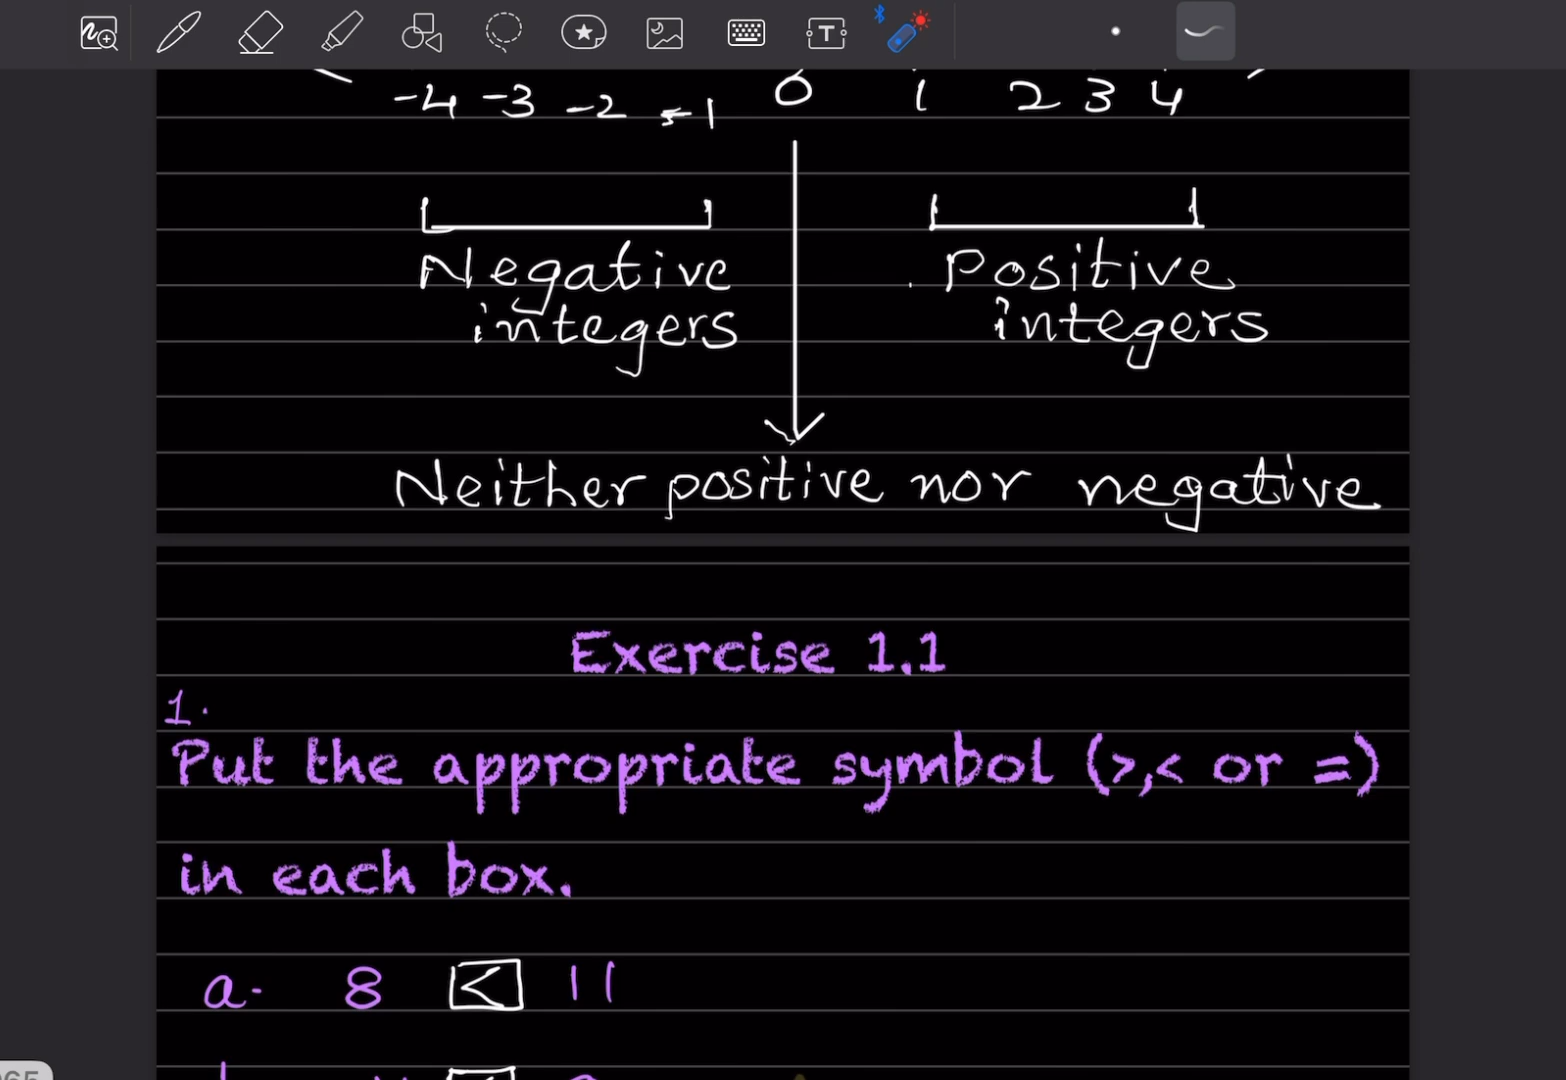 -4 -3 -2 -1 0 1 2 3 4
Negative Positive
integers integers
Neither positive nor negative
Exercise 1.1
1.
Put the appropriate symbol (>,< or =)
in each box.
a. 8 < 11